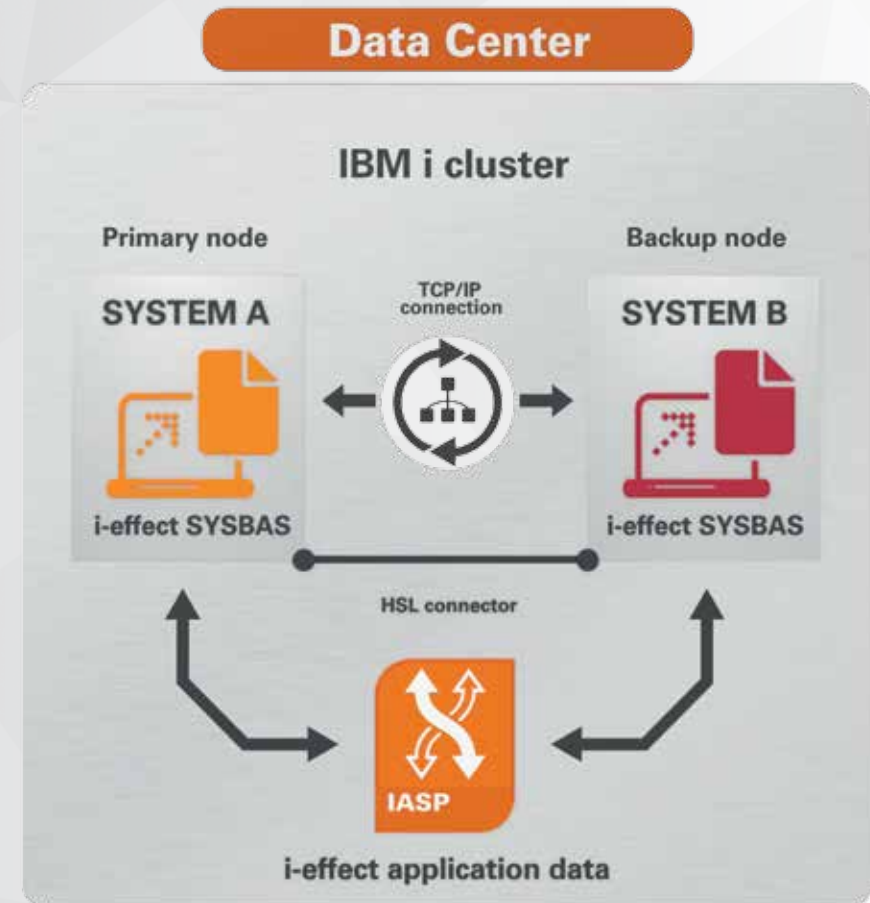 Data Center
IBM i cluster
Primary node
Backup node
SYSTEM A
TCP/IP
connection
SYSTEM B
i-effect SYSBAS
i-effect SYSBAS
HSL connector
IASP
i-effect application data